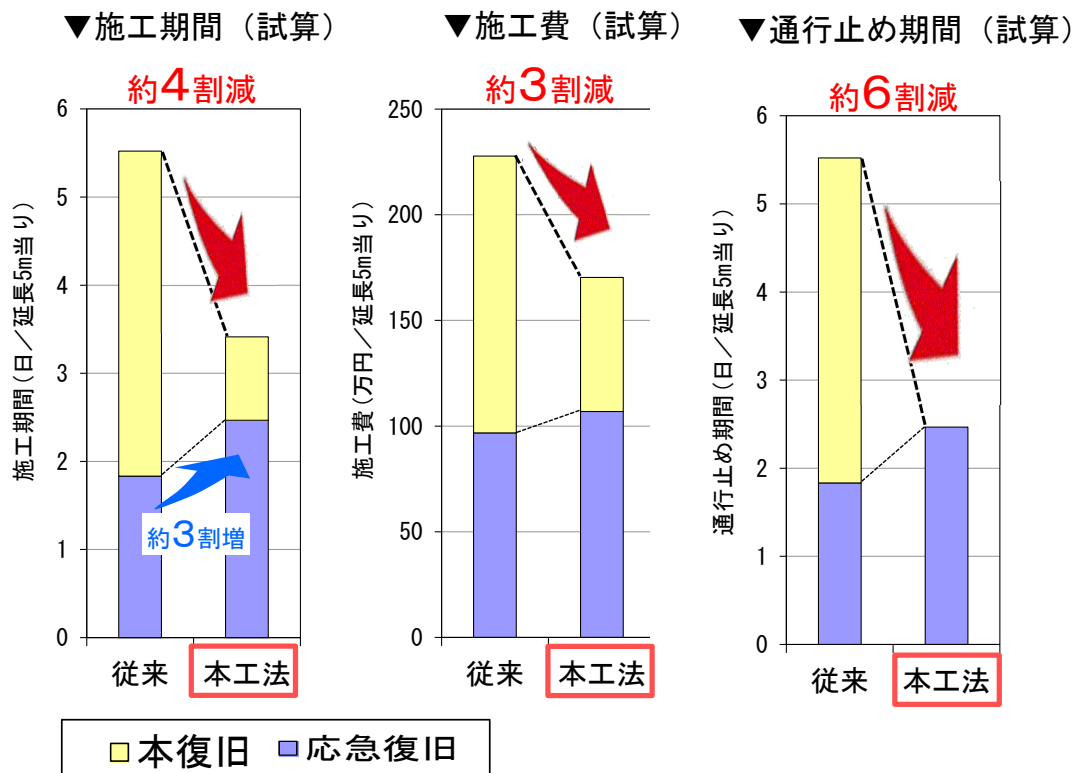 ▼施工期間（試算）
約4割減
施工期間(日／延長5m当り)
6
5
4
3
2
1
0
約3割増
従来
本工法
▼施工費（試算）
約3割減
施工費(万円／延長5m当り)
250
200
150
100
50
0
従来
本工法
▼通行止め期間（試算）
約6割減
通行止め期間(日／延長5m当り)
6
5
4
3
2
1
0
従来
本工法
本復旧 応急復旧